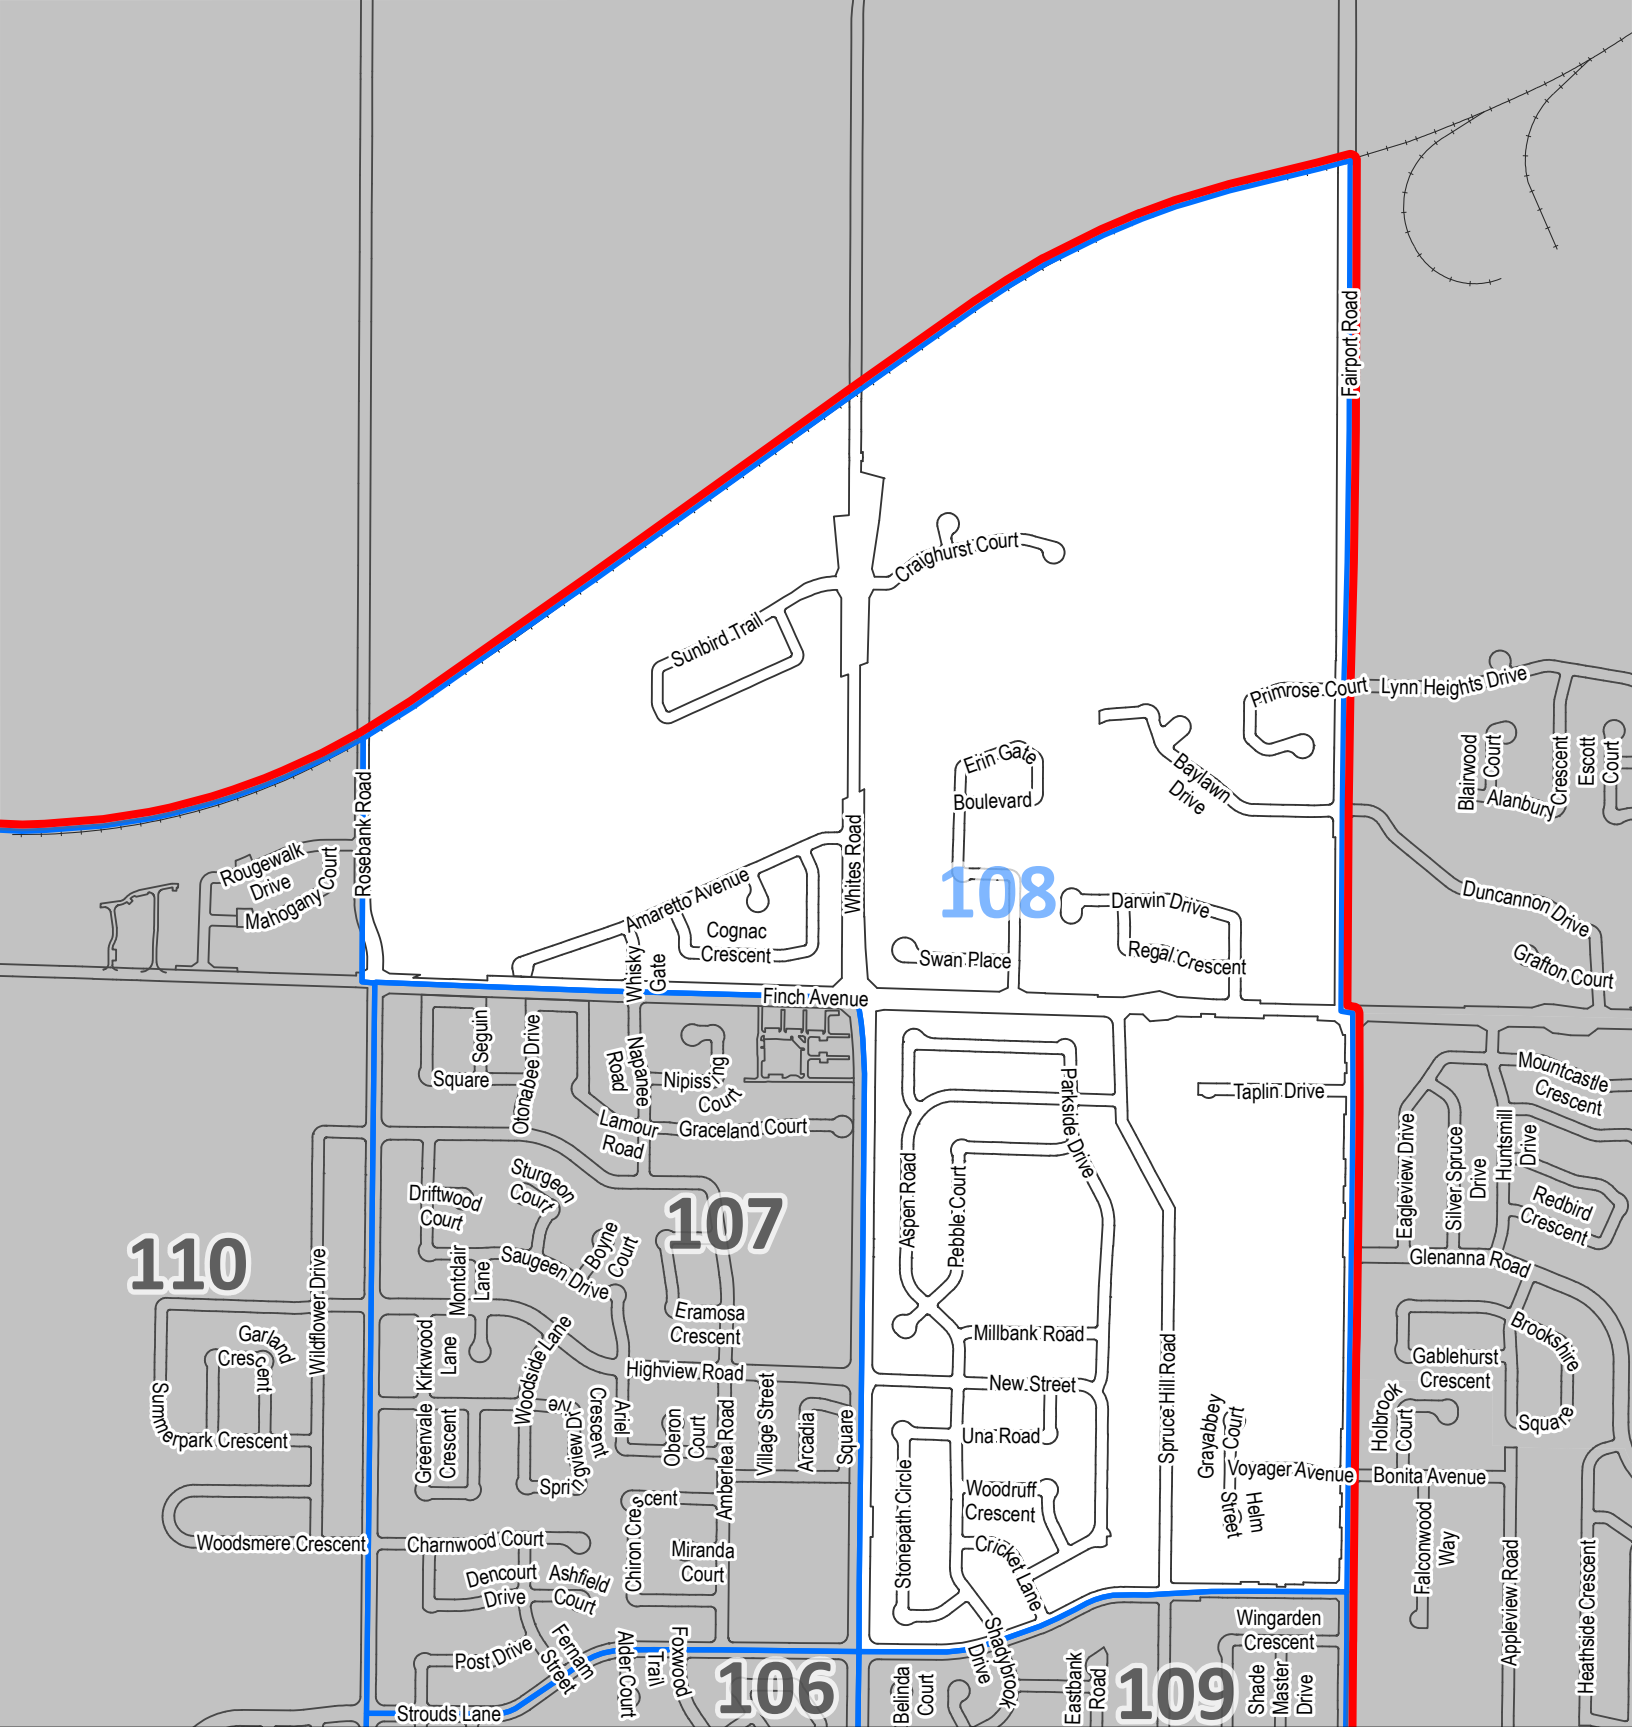 Fairport Road
Craighurst Court
Sunbird Trail
Primrose Court
Lynn Heights Drive
Erin Gate
Boulevard
Baylawn
Drive
Blairwood
Court
Alanbury
Crescent
Escott
Court
Rosebank Road
Whites Road
Rougewalk
Drive
Mahogany Court
Amaretto Avenue
Cognac
Crescent
Whisky
Gate
108
Darwin Drive
Regal Crescent
Swan Place
Duncannon Drive
Grafton Court
Finch Avenue
Seguin
Square
Otonabee Drive
Napanee
Road
Nipissing
Court
Lamour
Road
Graceland Court
Parkside Drive
Taplin Drive
Mountcastle
Crescent
Eagleview Drive
Silver Spruce
Drive
Huntsmill
Drive
Redbird
Crescent
Glenanna Road
Driftwood
Court
Sturgeon
Court
107
Aspen Road
Pebble Court
110
Wildflower Drive
Montclair
Lane
Saugeen Drive
Boyne
Court
Eramosa
Crescent
Millbank Road
Spruce Hill Road
Brookshire
Square
Gablehurst
Crescent
Garland
Crescent
Kirkwood
Lane
Woodside Lane
Highview Road
New Street
Summerpark Crescent
Greenvale
Crescent
Springview Drive
Crescent
Ariel
Oberon
Court
Amberlea Road
Village Street
Arcadia
Square
Una Road
Grayabbey
Court
Holbrook
Court
Voyager Avenue
Bonita Avenue
Helm
Street
Stonepath Circle
Woodruff
Crescent
Cricket Lane
Woodsmere Crescent
Charnwood Court
Chiron Crescent
Miranda
Court
Dencourt
Drive
Ashfield
Court
Falconwood
Way
Appleview Road
Heathside Crescent
Post Drive
Fernam
Street
Alder Court
Foxwood
Trail
Shadybrook
Drive
Wingarden
Crescent
Strouds Lane
106
Belinda
Court
Eastbank
Road
109
Shade
Master
Drive